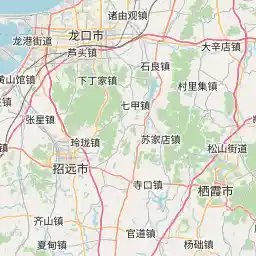 诸由观镇
龙口市
龙港街道
芦头镇
大辛店镇
石良镇
黄山馆镇
下丁家镇
村里集镇
七甲镇
张星镇
玲珑镇
苏家店镇
松山街道
招远市
寺口镇
栖霞市
齐山镇
官道镇
夏甸镇
杨础镇